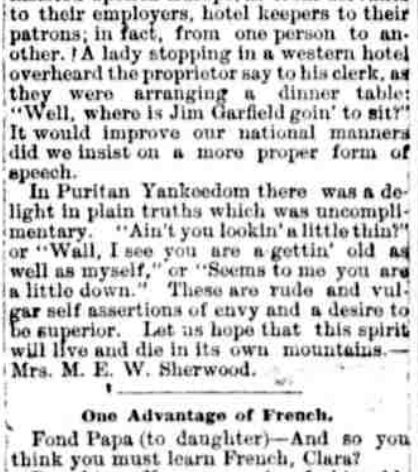 to their employers, hotel keepers to their
patrons; in fact, from one person to an-
other. A lady stopping in a western hotel
overheard the proprietor say to his clerk, as
they were arranging a dinner table:
"Well, where is Jim Garfield goin' to sit?"
It would improve our national manners
did we insist on a more proper form of
speech.
In Puritan Yankeedom there was a de-
light in plain truths which was uncompli-
mentary. "Ain't you lookin' a little thin?"
or "Wall, I see you are a gettin' old as
well as myself," or "Seems to me you are
a little down." These are rude and vul-
gar self assertions of envy and a desire to
be superior. Let us hope that this spirit
will live and die in its own mountains.—
Mrs. M. E. W. Sherwood.
One Advantage of French.
Fond Papa (to daughter)—And so you
think you must learn French, Clara?